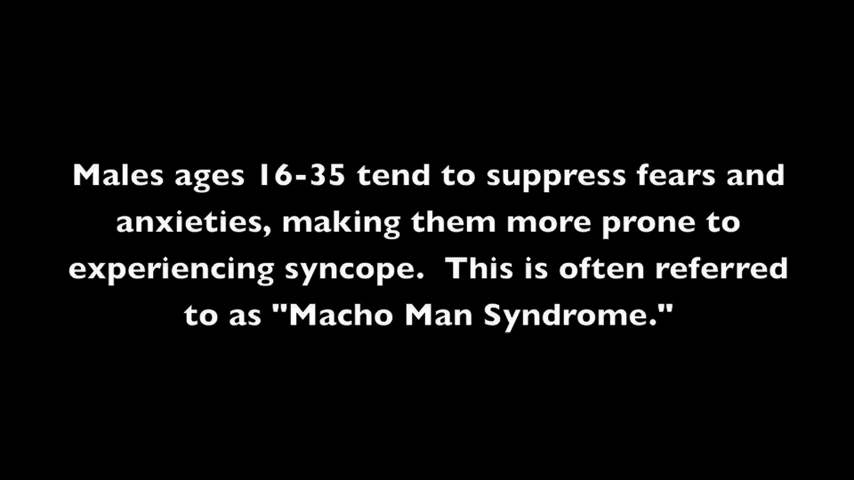 Males ages 16-35 tend to suppress fears and
anxieties, making them more prone to
experiencing syncope.  This is often referred
to as "Macho Man Syndrome."